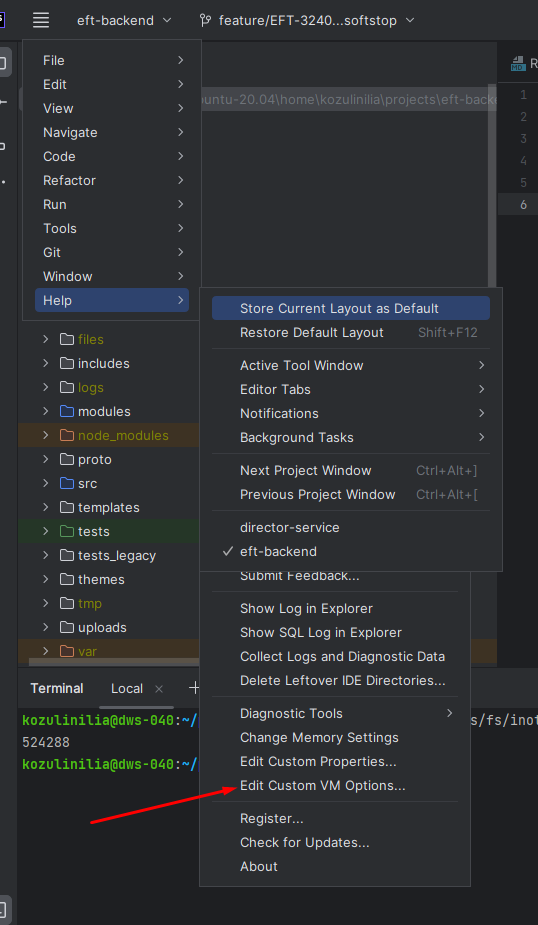 eft-backend
feature/EFT-3240...softstop
File
Edit
View
Navigate
Code
Refactor
Run
Tools
Git
Window
Help
buntu-20.04\home\kozulinilia\projects\eft-backe
R
MD
1
2
3
4
5
6
Store Current Layout as Default
Restore Default Layout Shift+F12
Active Tool Window
Editor Tabs
Notifications
Background Tasks
Next Project Window Ctrl+Alt+]
Previous Project Window Ctrl+Alt+[
director-service
eft-backend
Submit Feedback...
Show Log in Explorer
Show SQL Log in Explorer
Collect Logs and Diagnostic Data
Delete Leftover IDE Directories...
Diagnostic Tools
Change Memory Settings
Edit Custom Properties...
Edit Custom VM Options...
Register...
Check for Updates...
About
files
includes
logs
modules
node_modules
proto
src
templates
tests
tests_legacy
themes
tmp
uploads
var
Terminal Local
kozulinilia@dws-040:~/ s/fs/inot
524288
kozulinilia@dws-040:~/